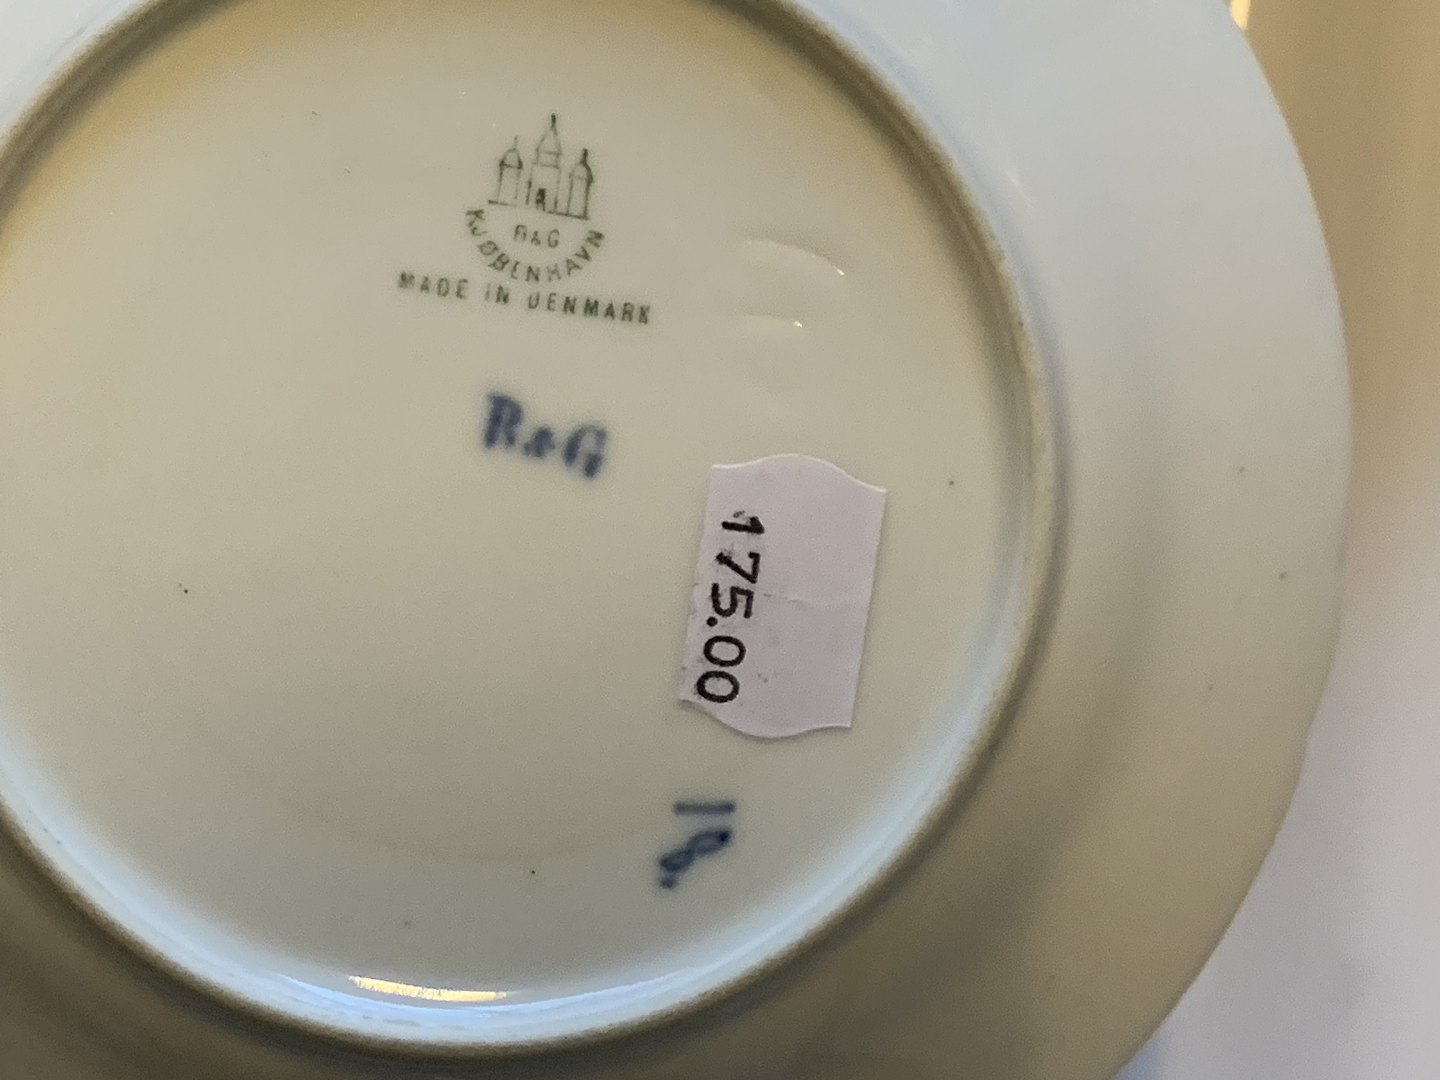 B&G
KJØBENHAVN
MADE IN DENMARK
B&G
175.00
18.